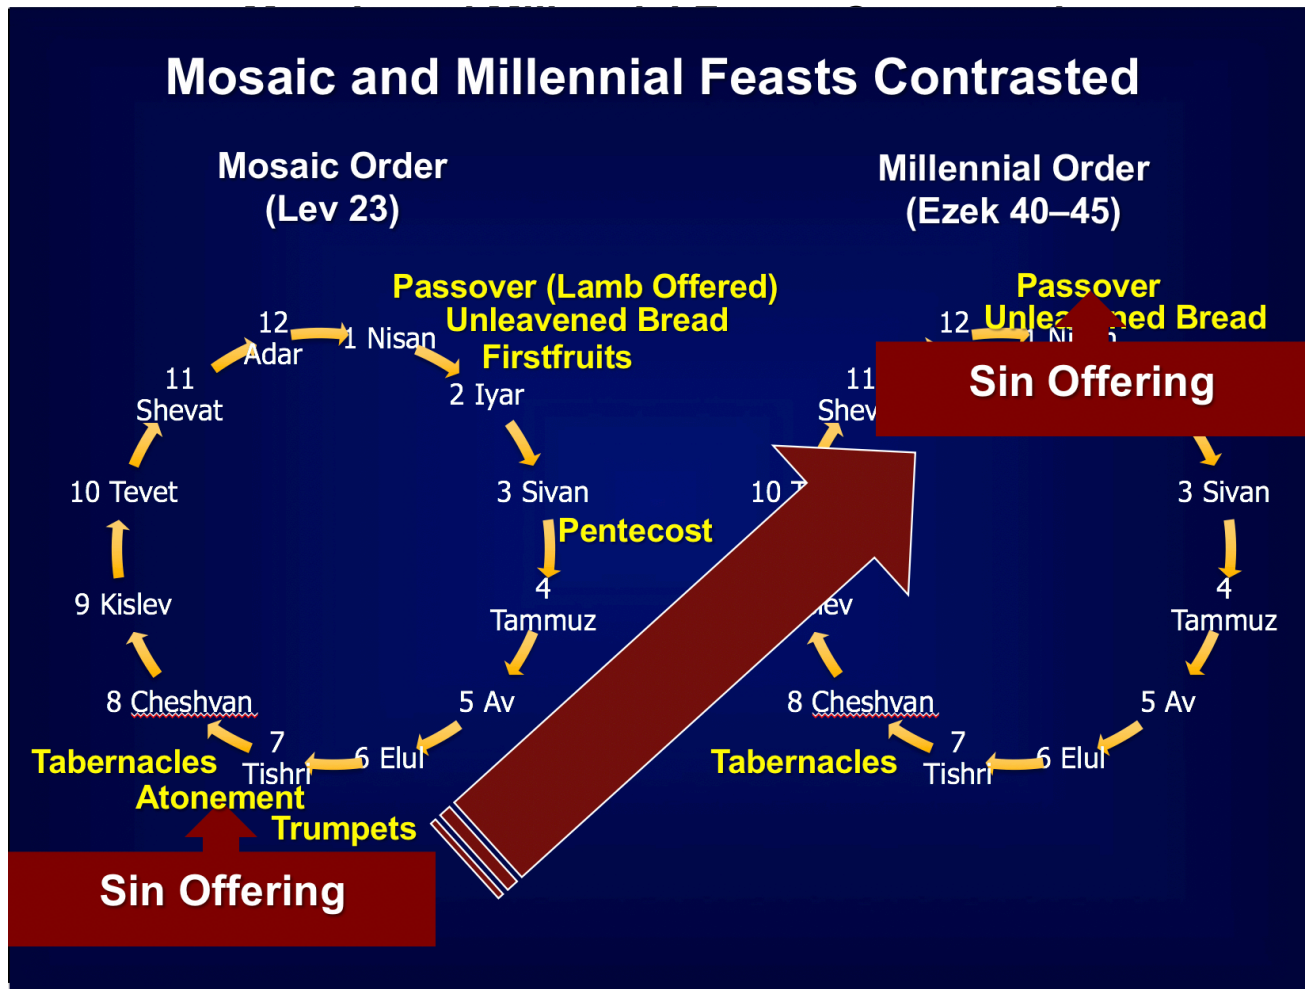 Mosaic and Millennial Feasts Contrasted
Mosaic Order
(Lev 23)
Passover (Lamb Offered)
Unleavened Bread
Firstfruits
12
Adar
1 Nisan
2 Iyar
3 Sivan
Pentecost
4
Tammuz
5 Av
6 Elul
7
Tishri
Trumpets
Atonement
Tabernacles
8 Cheshvan
9 Kislev
10 Tevet
11
Shevat
Sin Offering
Millennial Order
(Ezek 40–45)
Passover
Unleavened Bread
12
Sin Offering
3 Sivan
4
Tammuz
5 Av
6 Elul
7
Tishri
Tabernacles
8 Cheshvan
10
11